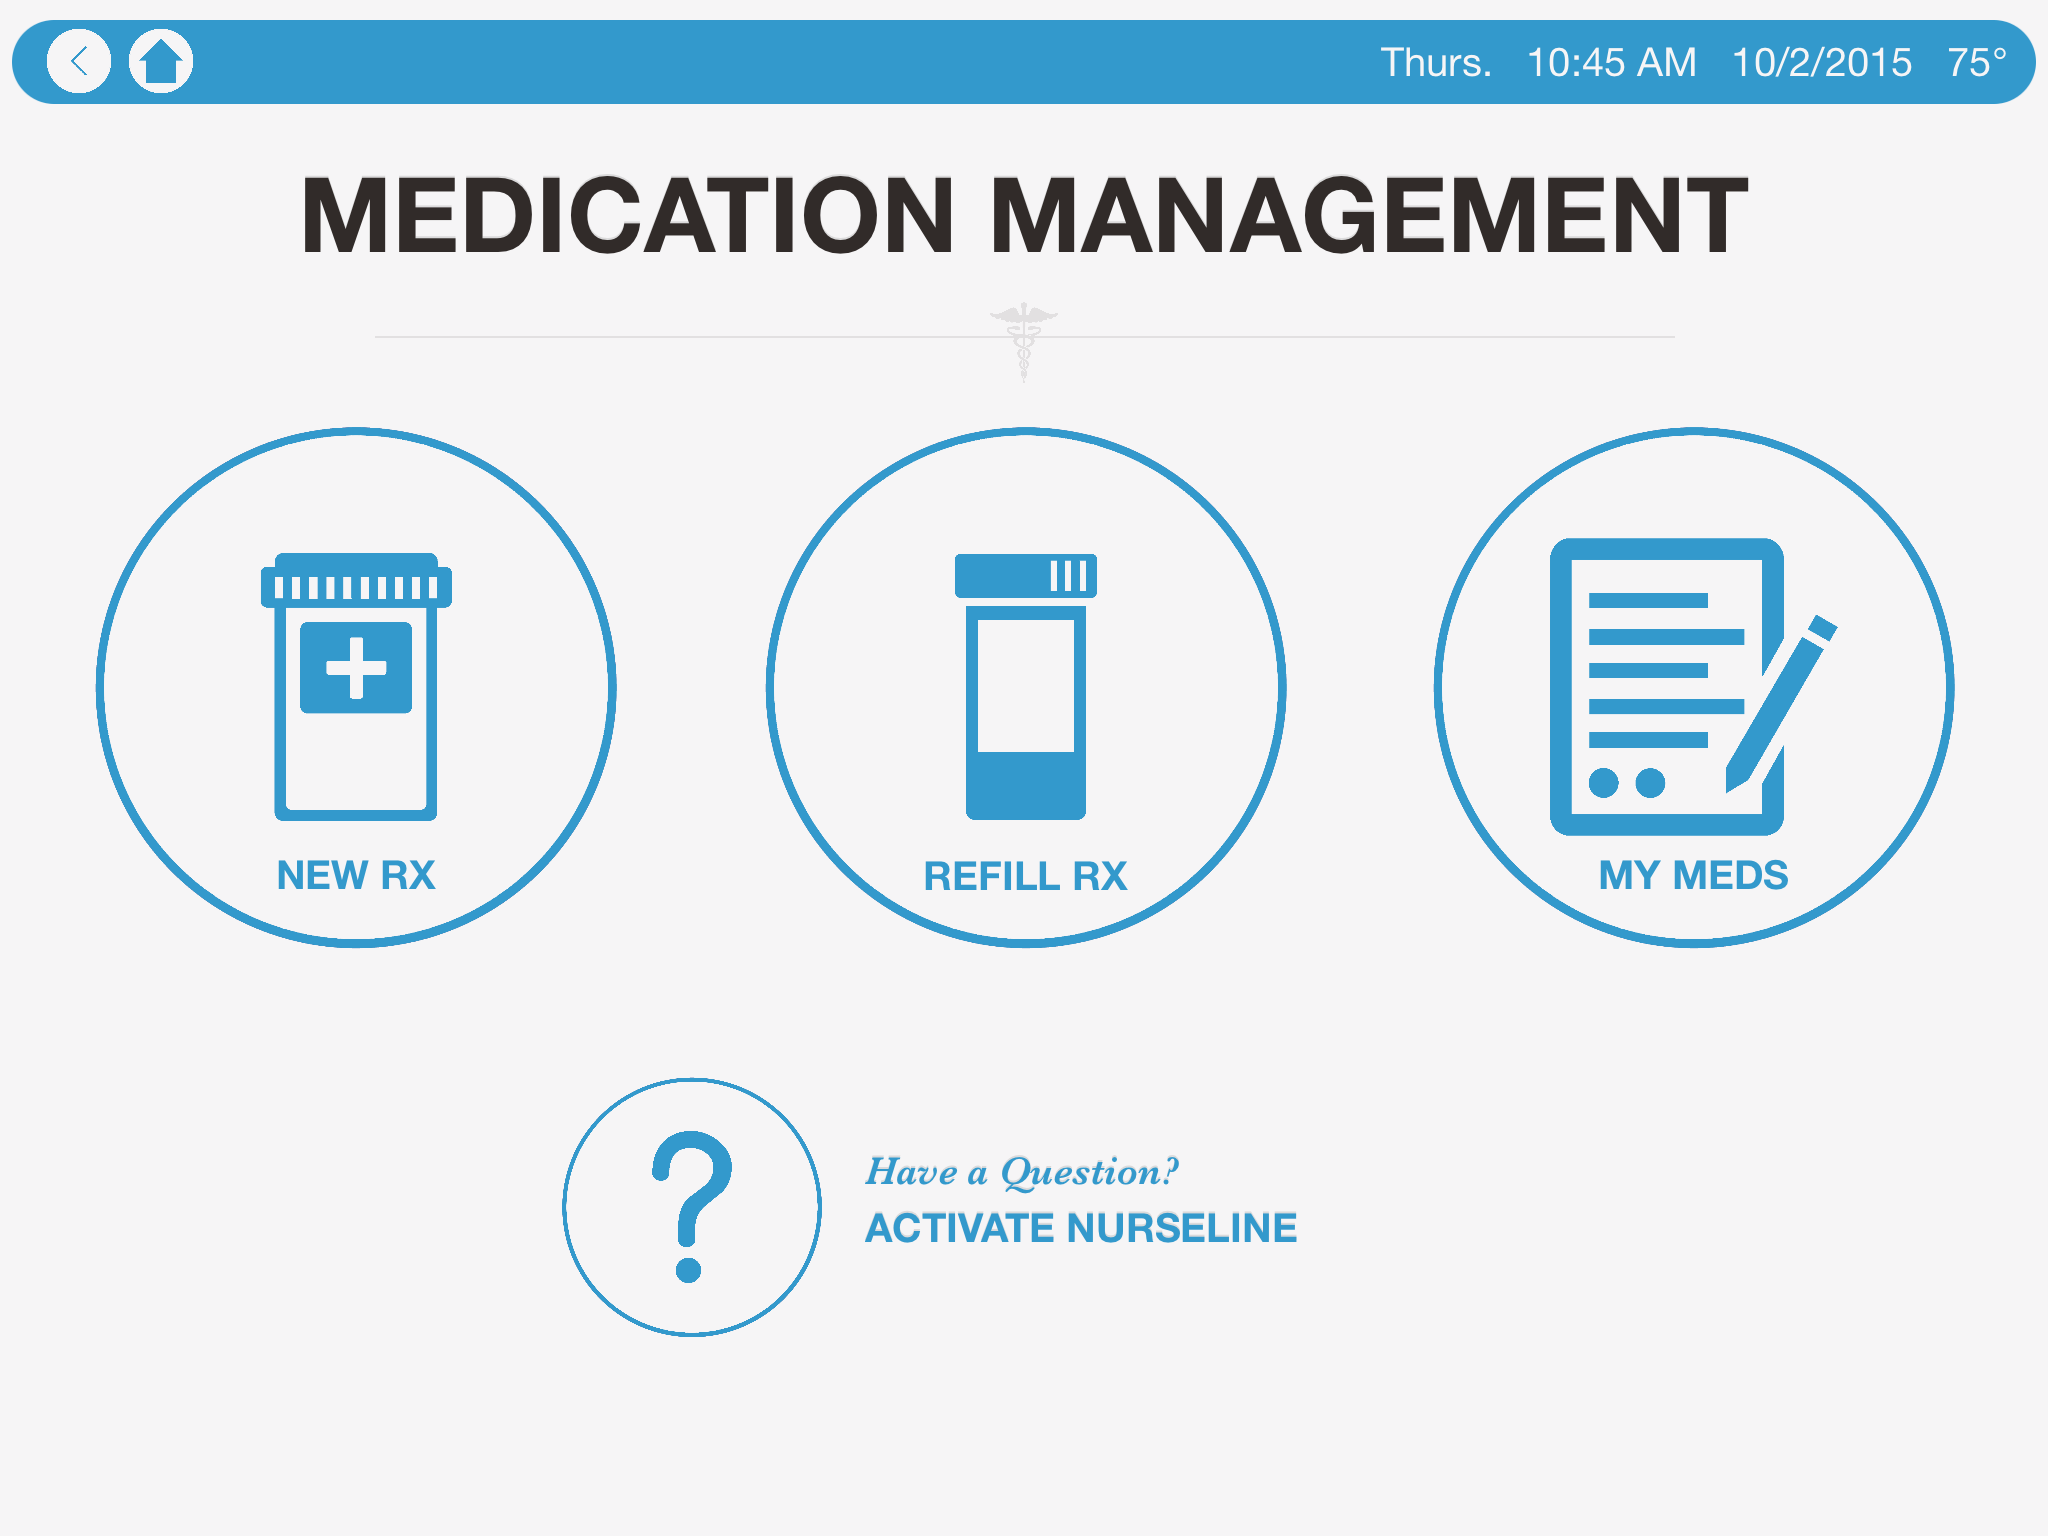 Thurs. 10:45 AM 10/2/2015 75°
MEDICATION MANAGEMENT
NEW RX
REFILL RX
MY MEDS
Have a Question?
ACTIVATE NURSELINE